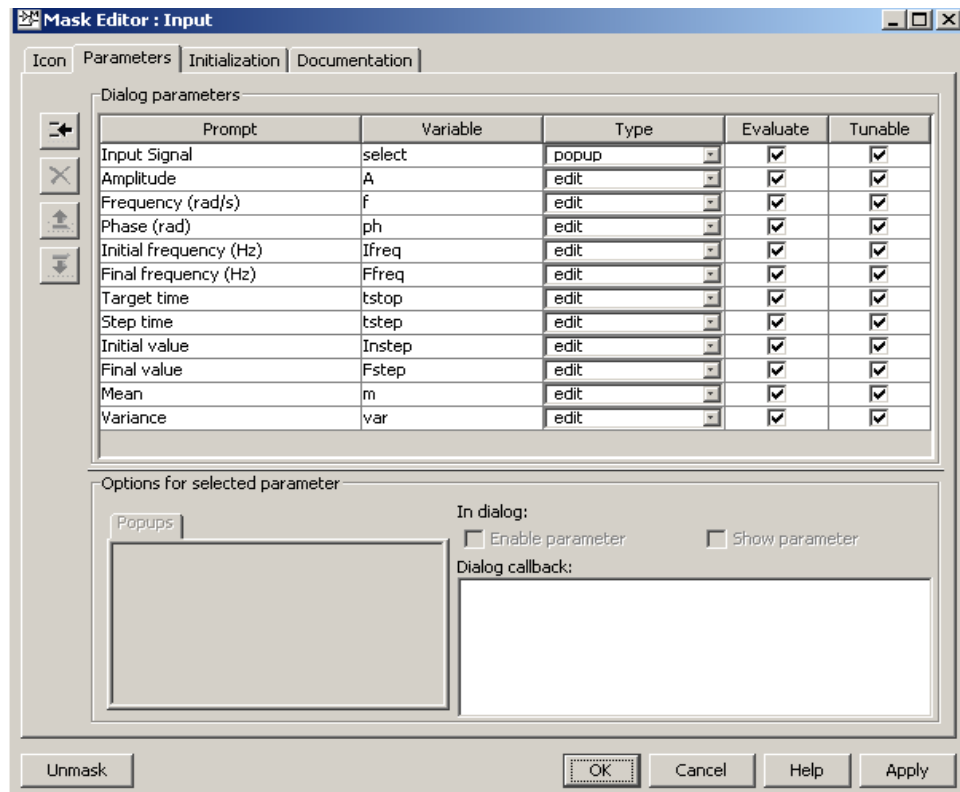 Mask Editor : Input
Icon Parameters Initialization Documentation
Dialog parameters
Prompt Variable Type Evaluate Tunable
Input Signal select popup
Amplitude A edit
Frequency (rad/s) f edit
Phase (rad) ph edit
Initial frequency (Hz) Ifreq edit
Final frequency (Hz) Ffreq edit
Target time tstop edit
Step time tstep edit
Initial value Instep edit
Final value Fstep edit
Mean m edit
Variance var edit
Options for selected parameter
Popups
In dialog:
Enable parameter Show parameter
Dialog callback:
Unmask OK Cancel Help Apply